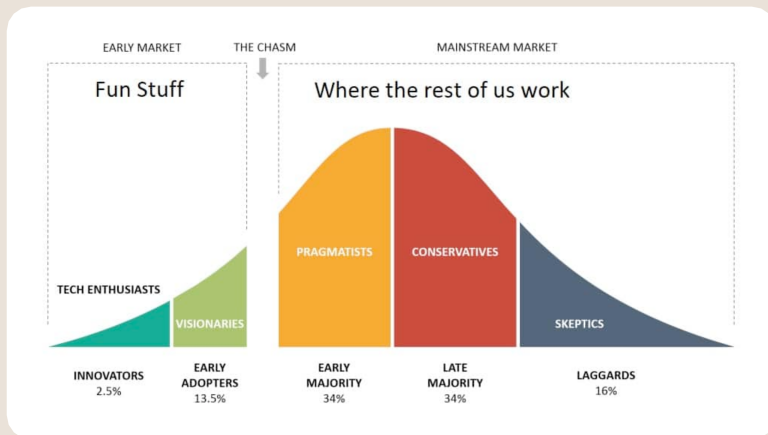 EARLY MARKET
THE CHASM
MAINSTREAM MARKET
Fun Stuff
Where the rest of us work
PRAGMATISTS
CONSERVATIVES
TECH ENTHUSIASTS
VISIONARIES
SKEPTICS
INNOVATORS
2.5%
EARLY
ADOPTERS
13.5%
EARLY
MAJORITY
34%
LATE
MAJORITY
34%
LAGGARDS
16%